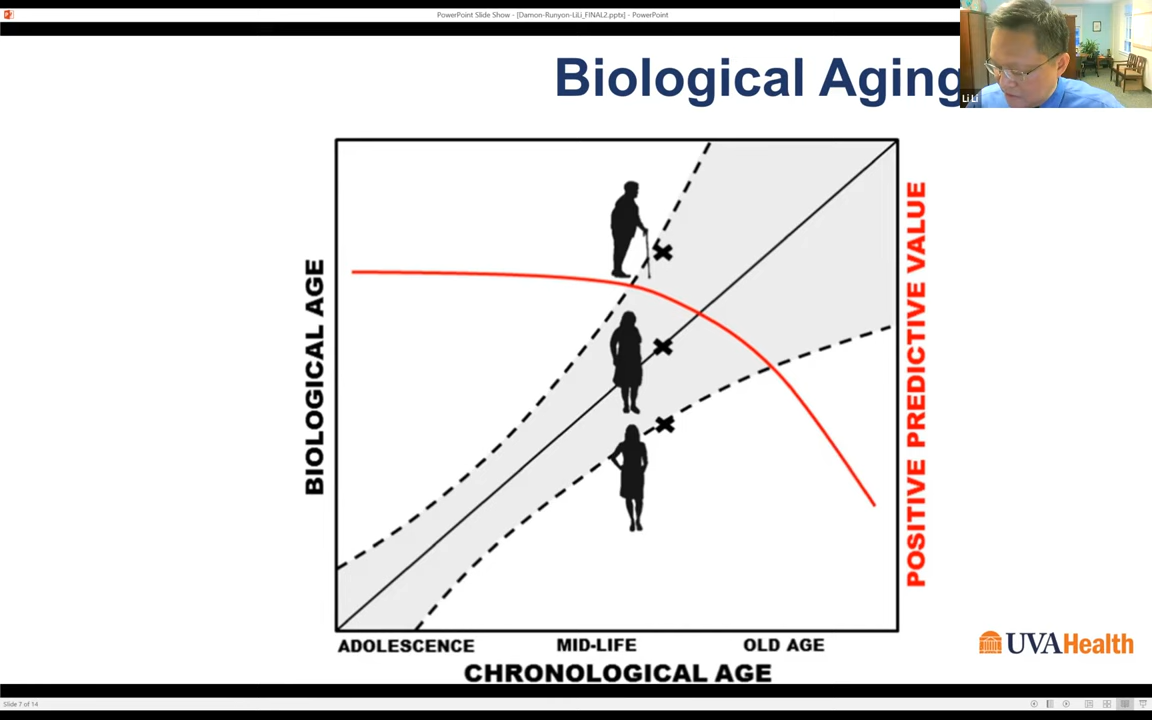 PowerPoint Slide Show - [Damon-Runyon-LiLi_FINAL2.pptx] - PowerPoint
Biological Aging
Li Li
BIOLOGICAL AGE
POSITIVE PREDICTIVE VALUE
ADOLESCENCE MID-LIFE OLD AGE
CHRONOLOGICAL AGE
UVAHealth
Slide 7 of 14